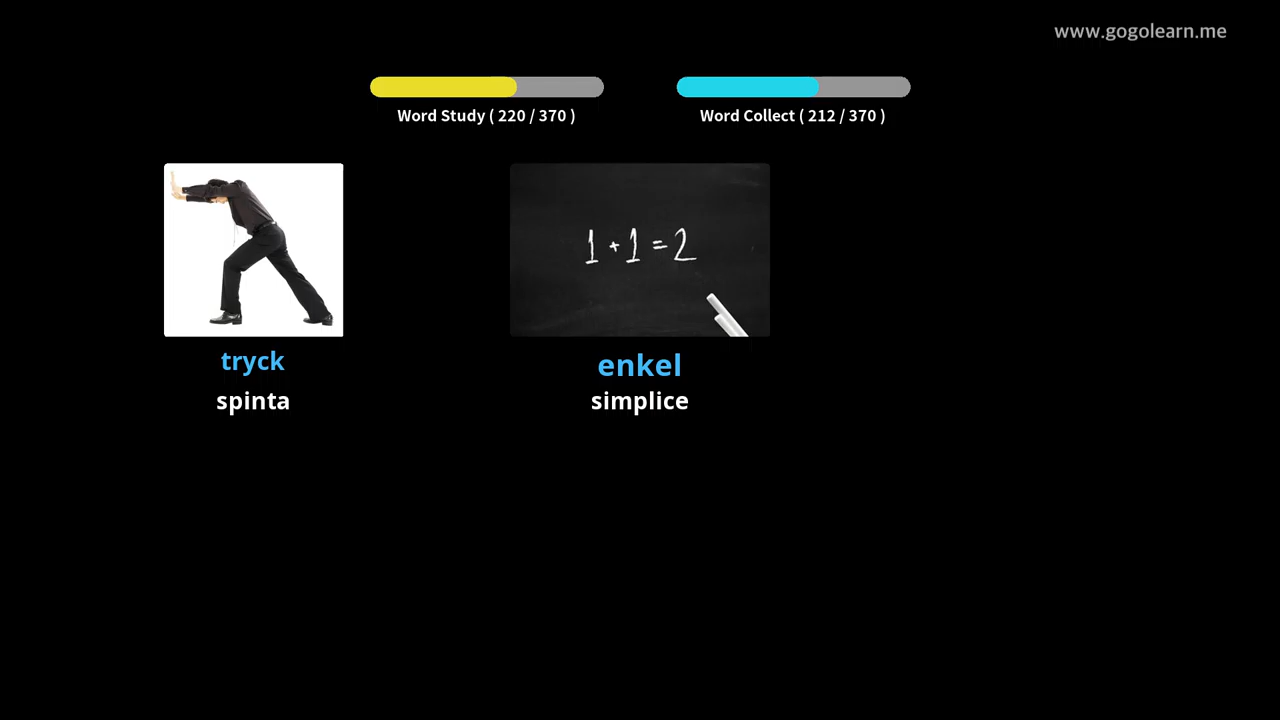 www.gogolearn.me
Word Study ( 220 / 370 )
Word Collect ( 212 / 370 )
1 + 1 = 2
tryck
spinta
enkel
simplice